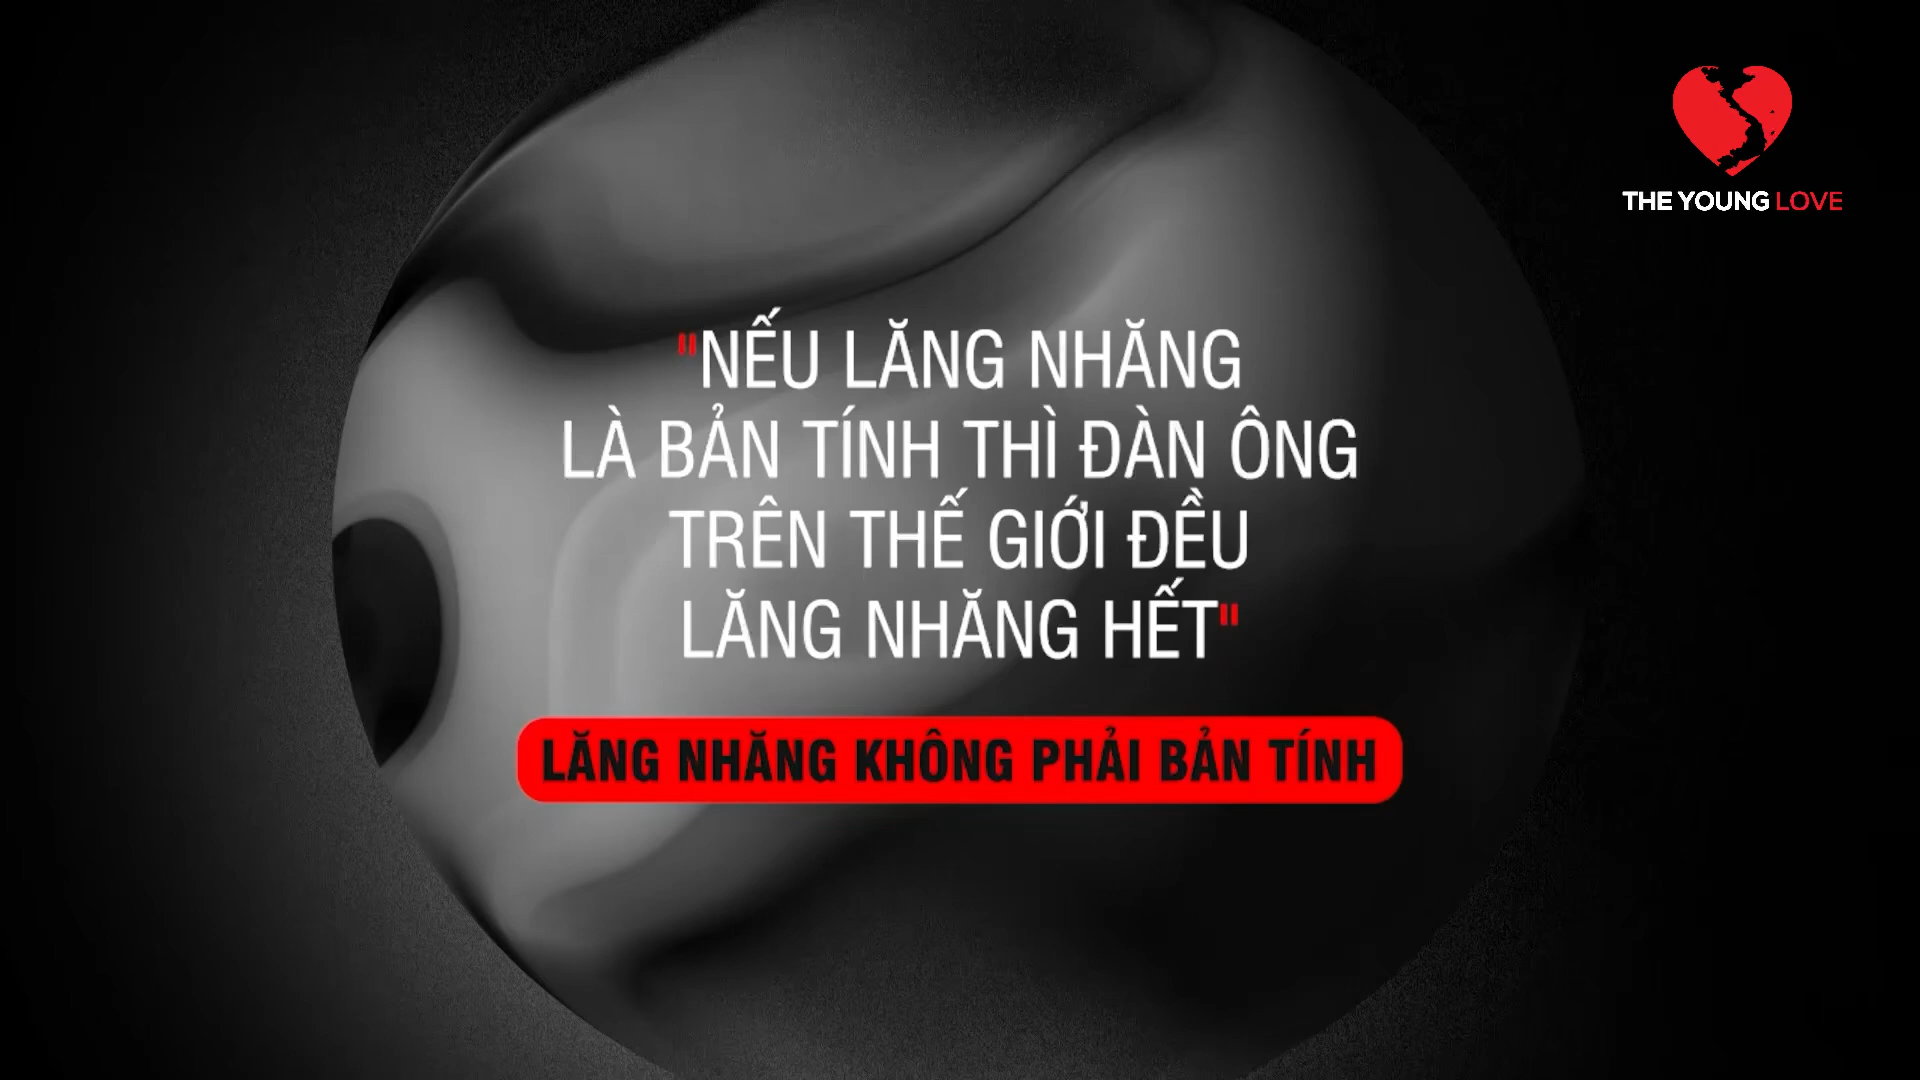 THE YOUNG LOVE
"NẾU LĂNG NHĂNG
LÀ BẢN TÍNH THÌ ĐÀN ÔNG
TRÊN THẾ GIỚI ĐỀU
LĂNG NHĂNG HẾT"
LĂNG NHĂNG KHÔNG PHẢI BẢN TÍNH